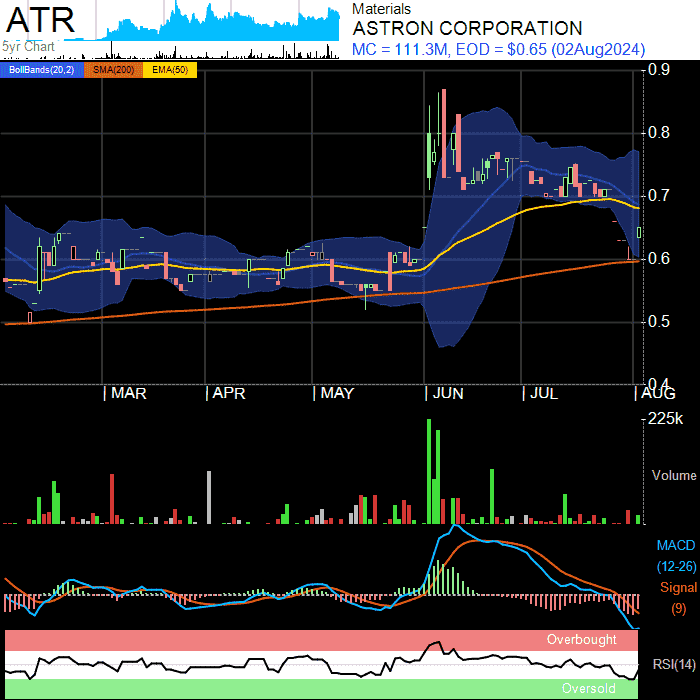 ATR
5yr Chart
Materials
ASTRON CORPORATION
MC = 111.3M, EOD = $0.65 (02Aug2024)
BollBands(20,2) SMA(200) EMA(50)
0.9
0.8
0.7
0.6
0.5
0.4
MAR APR MAY JUN JUL AUG
225k
Volume
MACD
(12-26)
Signal
(9)
Overbought
RSI(14)
Oversold